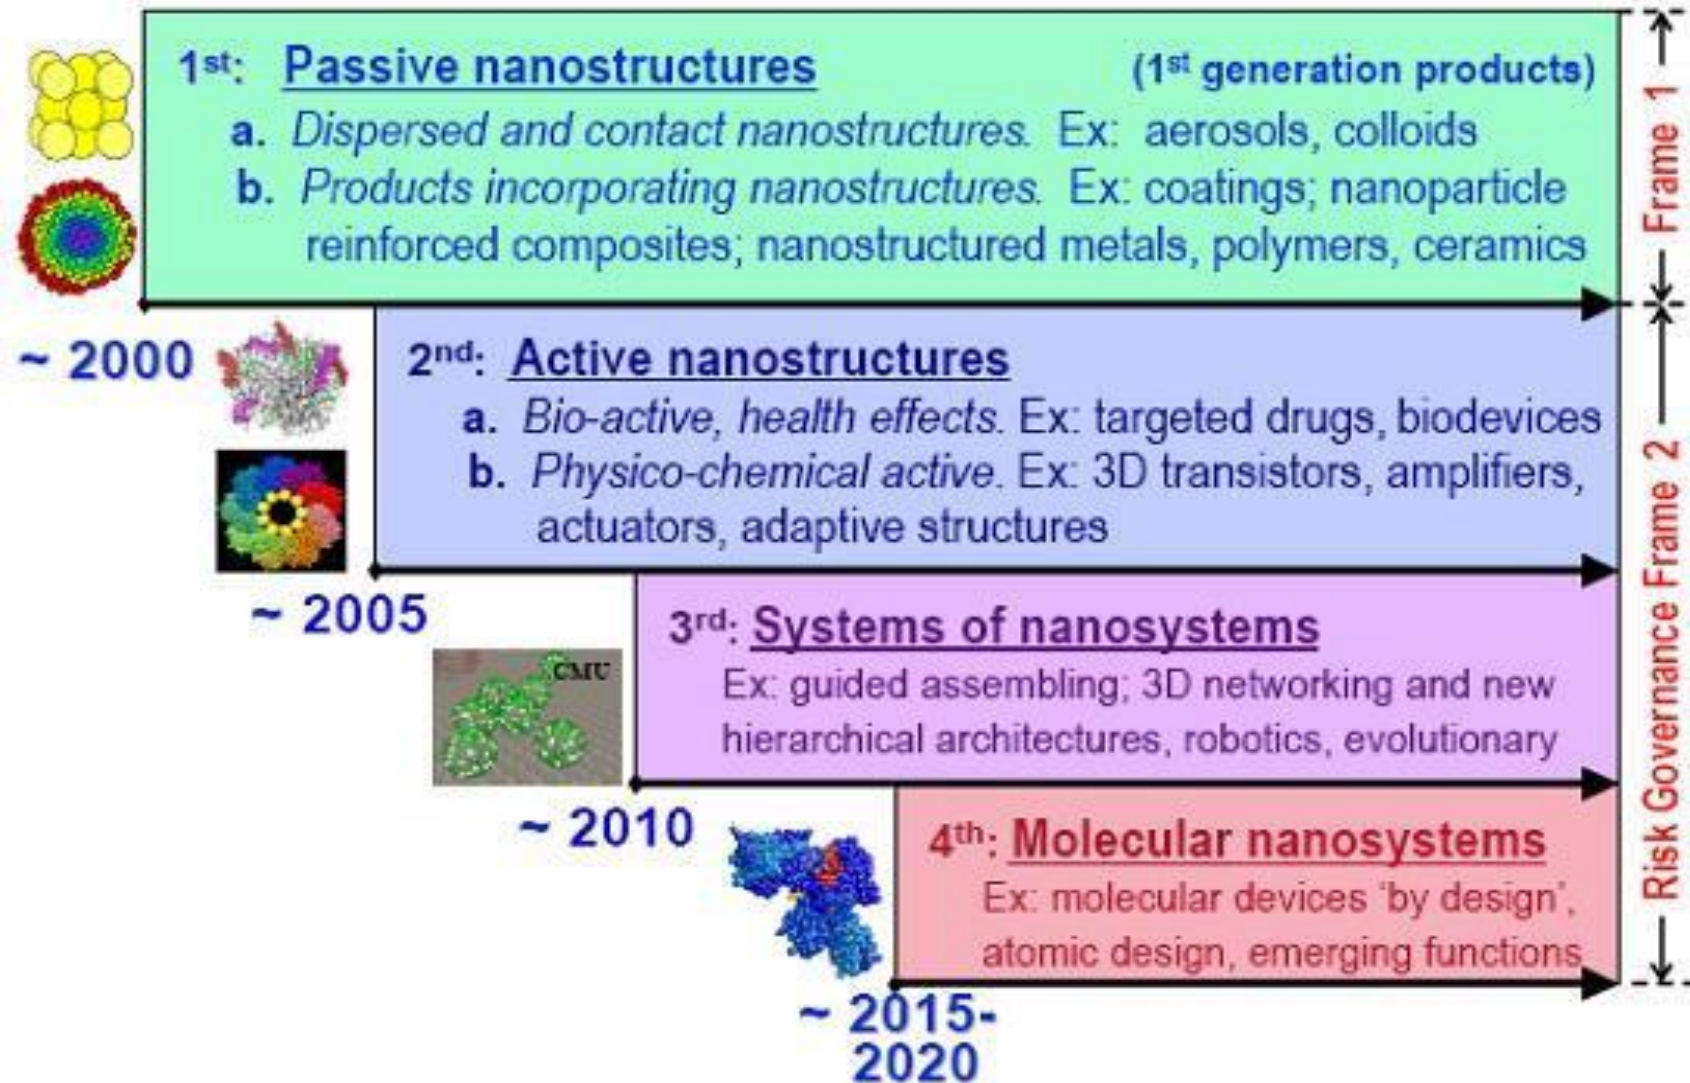 1st: Passive nanostructures (1st generation products)
a. Dispersed and contact nanostructures. Ex: aerosols, colloids
b. Products incorporating nanostructures. Ex: coatings; nanoparticle
reinforced composites; nanostructured metals, polymers, ceramics
Frame 1
~ 2000
2nd: Active nanostructures
a. Bio-active, health effects. Ex: targeted drugs, biodevices
b. Physico-chemical active. Ex: 3D transistors, amplifiers,
actuators, adaptive structures
~ 2005
CMU
3rd: Systems of nanosystems
Ex: guided assembling; 3D networking and new
hierarchical architectures, robotics, evolutionary
~ 2010
4th: Molecular nanosystems
Ex: molecular devices ‘by design’,
atomic design, emerging functions
~ 2015-
2020
Risk Governance Frame 2